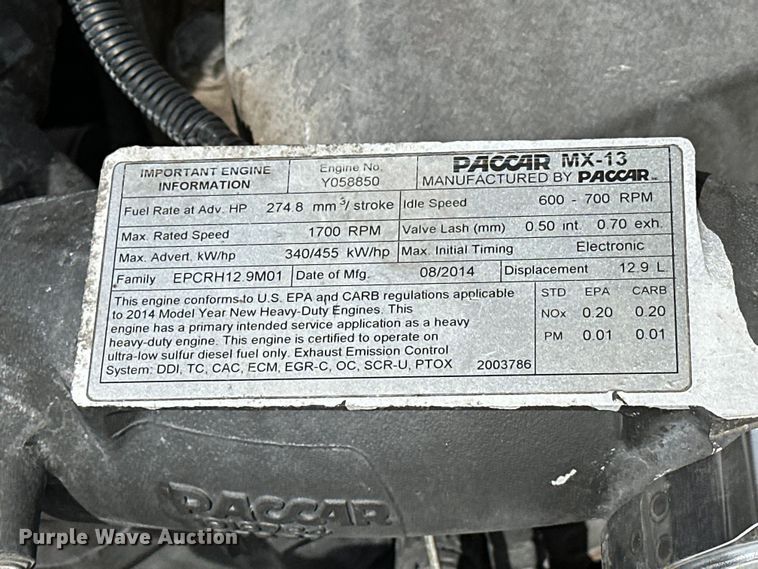 IMPORTANT ENGINE
INFORMATION
Engine No.
Y058850
PACCAR MX-13
MANUFACTURED BY PACCAR
Fuel Rate at Adv. HP 274.8 mm3/ stroke
Idle Speed 600 - 700 RPM
Max. Rated Speed 1700 RPM
Valve Lash (mm) 0.50 int. 0.70 exh.
Max. Advert. kW/hp 340/455 kW/hp
Max. Initial Timing Electronic
Family EPCRH12.9M01
Date of Mfg. 08/2014
Displacement 12.9 L
This engine conforms to U.S. EPA and CARB regulations applicable
to 2014 Model Year New Heavy-Duty Engines. This
engine has a primary intended service application as a heavy
heavy-duty engine. This engine is certified to operate on
ultra-low sulfur diesel fuel only. Exhaust Emission Control
System: DDI, TC, CAC, ECM, EGR-C, OC, SCR-U, PTOX 2003786
STD EPA CARB
NOx 0.20 0.20
PM 0.01 0.01
PACCAR
Purple Wave Auction